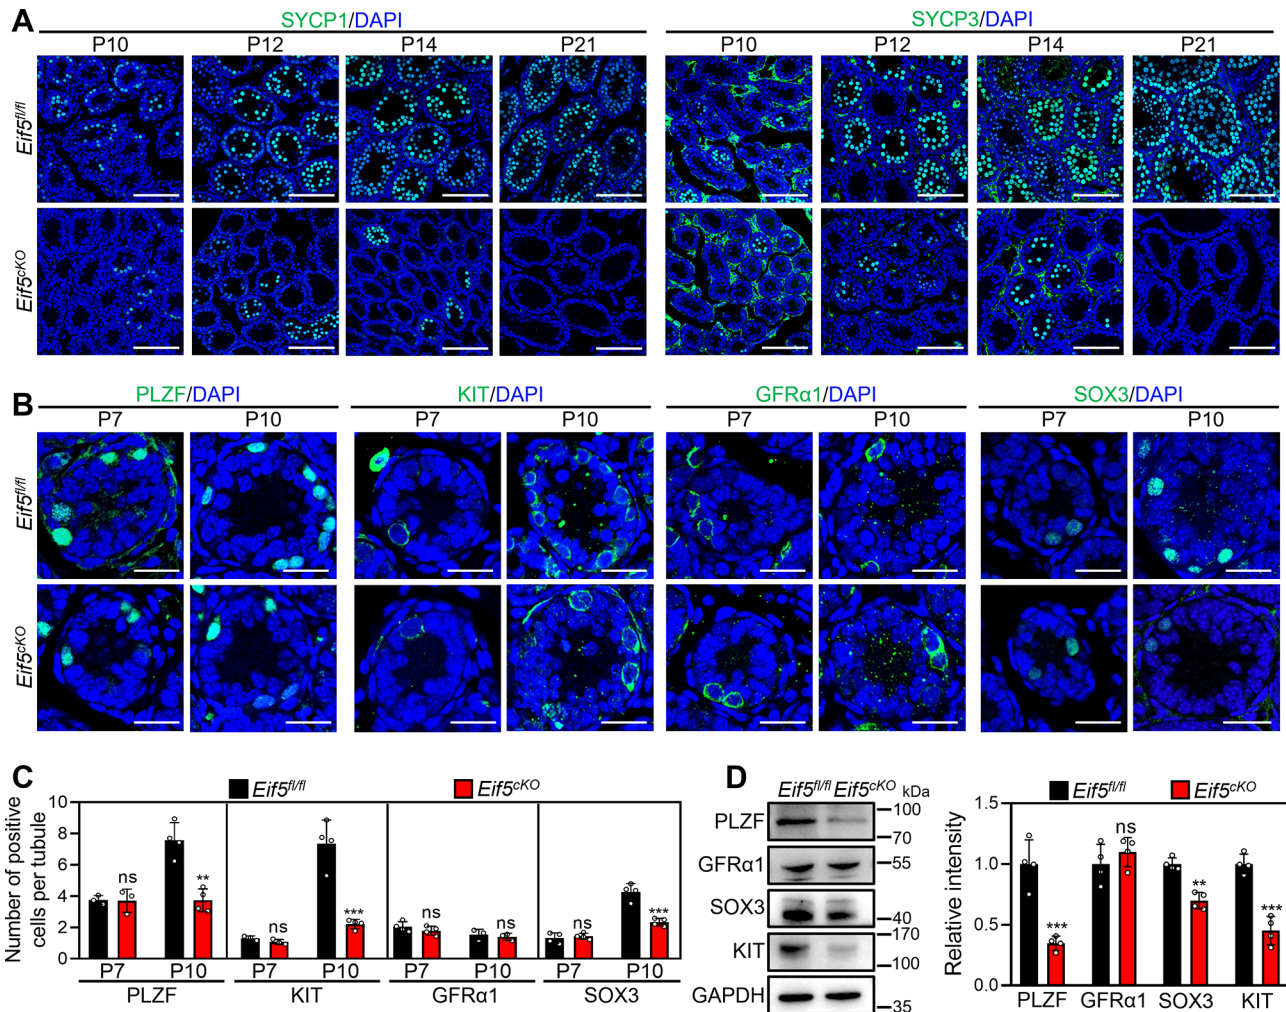 A
SYCP1/DAPI
SYCP3/DAPI
P10 P12 P14 P21 P10 P12 P14 P21
Eif5fl/fl
Eif5cKO
B
PLZF/DAPI KIT/DAPI GFRα1/DAPI SOX3/DAPI
P7 P10 P7 P10 P7 P10 P7 P10
Eif5fl/fl
Eif5cKO
C
Eif5fl/fl Eif5cKO
Number of positive
cells per tubule
10
8
6
4
2
0
ns ** ns *** ns ns ns ***
P7 P10 P7 P10 P7 P10 P7 P10
PLZF KIT GFRα1 SOX3
D
Eif5fl/fl Eif5cKO kDa
PLZF
100
70
GFRα1
55
SOX3
40
KIT
170
100
GAPDH
35
Eif5fl/fl Eif5cKO
Relative intensity
1.5
1.0
0.5
0.0
*** ns ** ***
PLZF GFRα1 SOX3 KIT